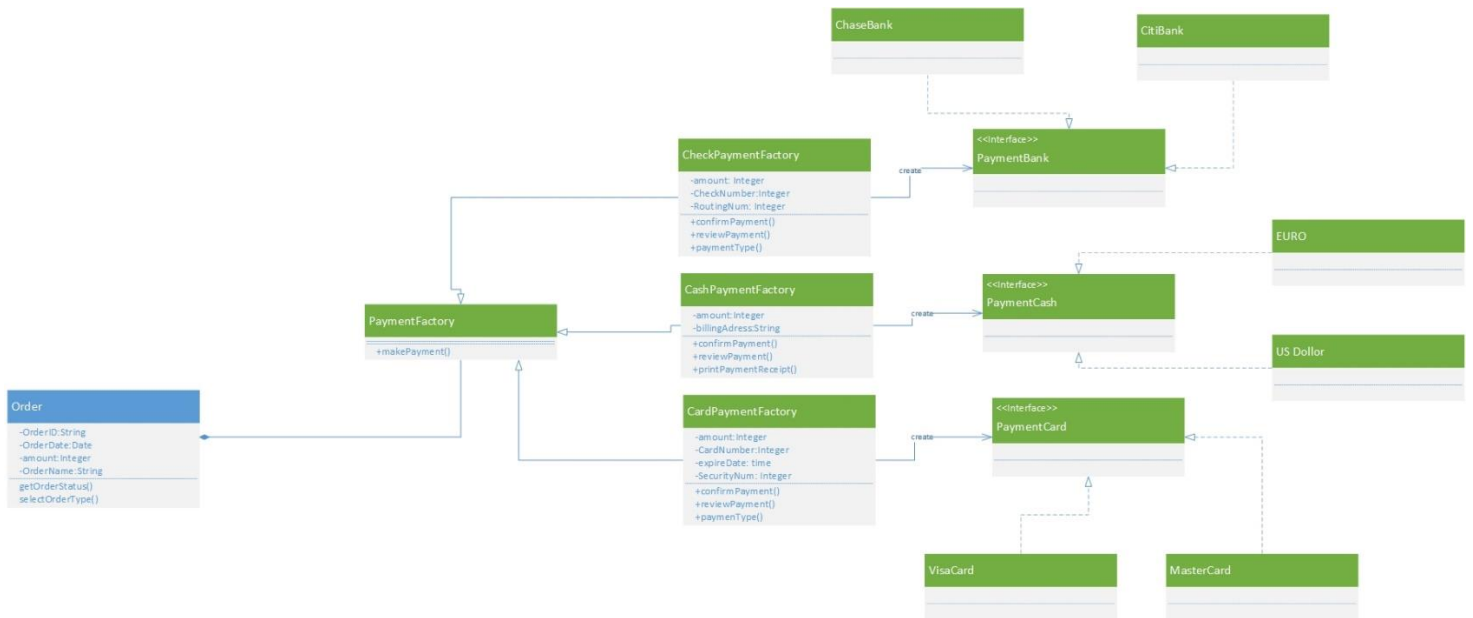 ChaseBank
CitiBank
CheckPaymentFactory
-amount: Integer
-CheckNumber:Integer
-RoutingNum: Integer
+confirmPayment()
+reviewPayment()
+paymentType()
create
<<Interface>>
PaymentBank
EURO
CashPaymentFactory
-amount:Integer
-billingAdress:String
+confirmPayment()
+reviewPayment()
+printPaymentReceipt()
create
<<Interface>>
PaymentCash
US Dollor
PaymentFactory
+makePayment()
Order
-OrderID:String
-OrderDate:Date
-amount:Integer
-OrderName:String
getOrderStatus()
selectOrderType()
CardPaymentFactory
-amount:Integer
-CardNumber:Integer
-expireDate: time
-SecurityNum: Integer
+confirmPayment()
+reviewPayment()
+paymenType()
create
<<Interface>>
PaymentCard
VisaCard
MasterCard